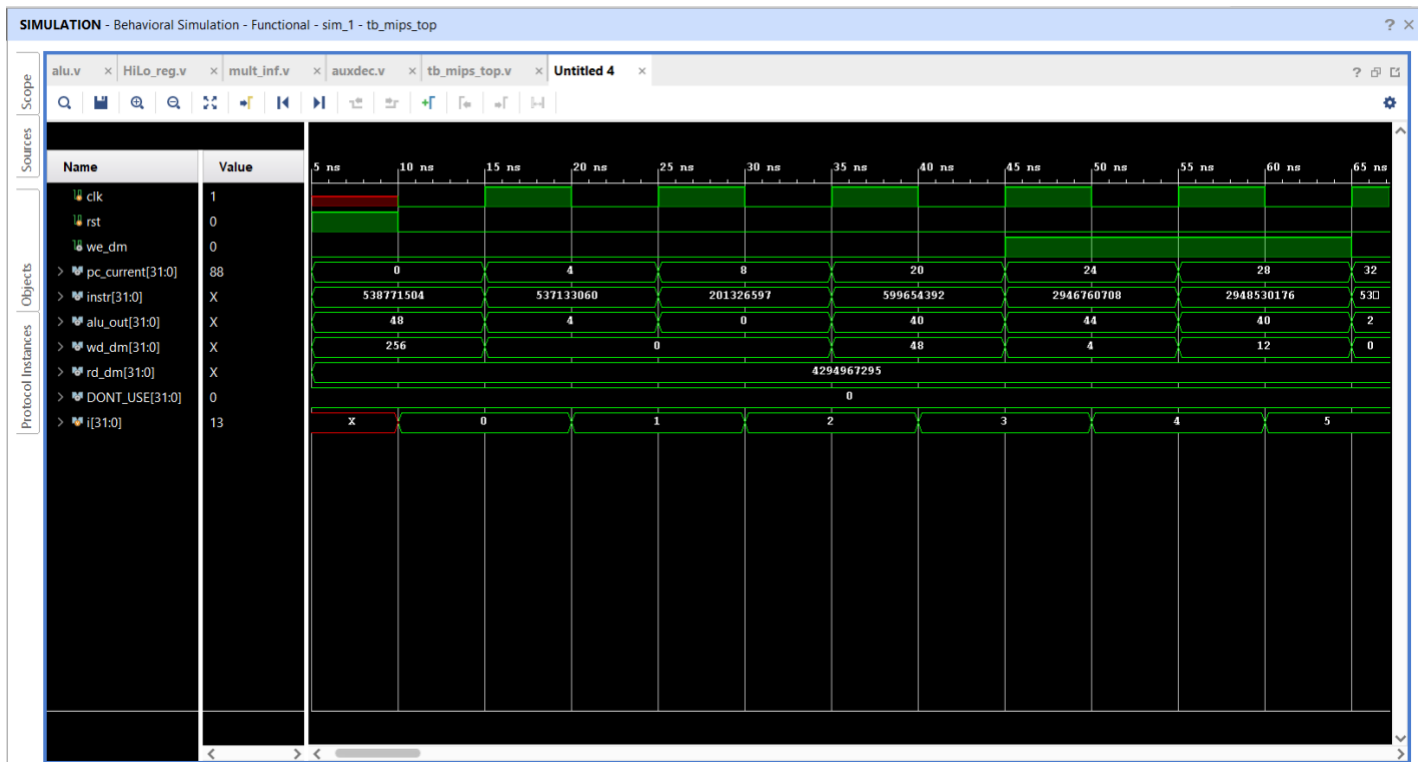 SIMULATION - Behavioral Simulation - Functional - sim_1 - tb_mips_top ? ×
Scope
Sources
Objects
Protocol Instances
alu.v × HiLo_reg.v × mult_inf.v × auxdec.v × tb_mips_top.v × Untitled 4 × ?
Name Value 5 ns 10 ns 15 ns 20 ns 25 ns 30 ns 35 ns 40 ns 45 ns 50 ns 55 ns 60 ns 65 ns
clk 1
rst 0
we_dm 0
pc_current[31:0] 88 0 4 8 20 24 28 32
instr[31:0] X 538771504 537133060 201326597 599654392 2946760708 2948530176 53
alu_out[31:0] X 48 4 0 40 44 40 2
wd_dm[31:0] X 256 0 48 4 12 0
rd_dm[31:0] X 4294967295
DONT_USE[31:0] 0 0
i[31:0] 13 X 0 1 2 3 4 5